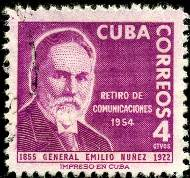 CUBA
CORREOS
RETIRO DE
COMUNICACIONES
1954
4
CTVOS
1855 GENERAL EMILIO NUÑEZ 1922
IMPRESO EN CUBA